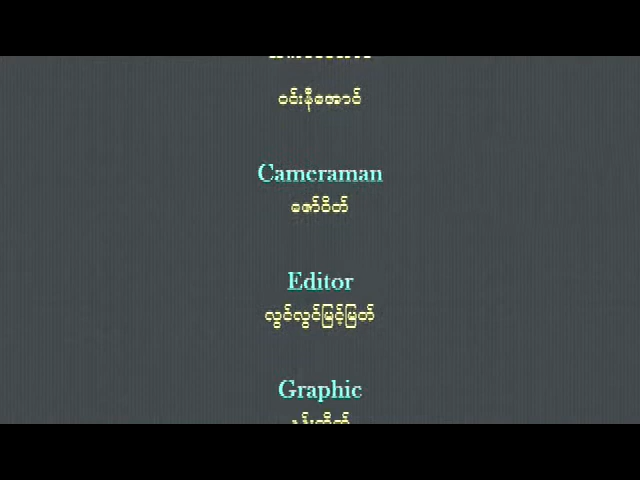 ဝင်းနီအောင်
Cameraman
ဇော်ဝိတ်
Editor
လွင်လွင်မြင့်မြတ်
Graphic